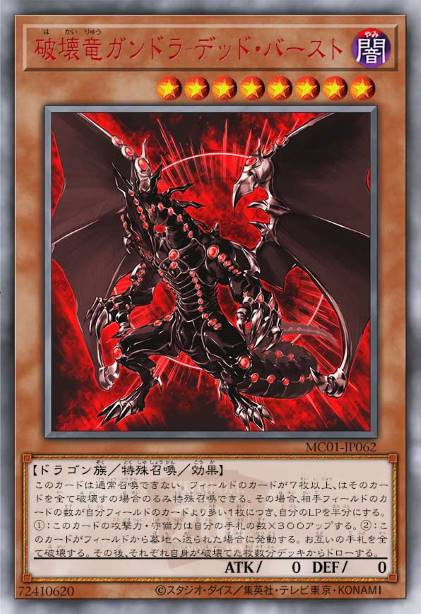 破壊竜ガンドラ-デッド・バースト
闇
MC01-JP062
【ドラゴン族／特殊召喚／効果】
このカードは通常召喚できない。フィールドのカードが7枚以上、はそのカー
ドを全て破壊すの場合のみ特殊召喚できる。その場合、相手フィールドのカ
ードの数が自分フィールドのカードより多い1枚につき、自分のLPを半分にする。
①：このカードの攻撃力・守備力は自分の手札の数×300アップする。②：こ
のカードがフィールドから墓地へ送られた場合に発動する。お互いの手札を全
て破壊する。その後、それぞれ自身が破壊てた枚数分デッキからドローする。
ATK/ 0 DEF/ 0
72410620
©スタジオ・ダイス／集英社・テレビ東京・KONAMI